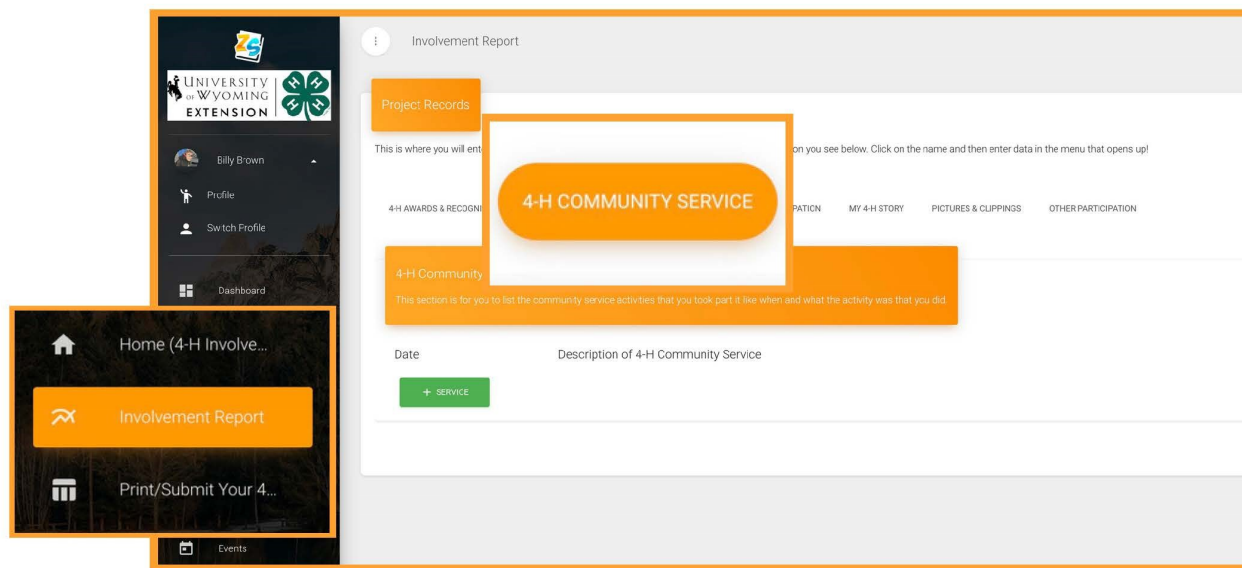 ZS
UNIVERSITY
OF WYOMING
EXTENSION
H H
H H
Billy Brown
Profile
Switch Profile
Dashboard
Home (4-H Involve...
Involvement Report
Print/Submit Your 4...
Events
Involvement Report
Project Records
This is where you will ent
on you see below. Click on the name and then enter data in the menu that opens up!
4-H AWARDS & RECOGNI
4-H COMMUNITY SERVICE
PATION MY 4-H STORY PICTURES & CLIPPINGS OTHER PARTICIPATION
4-H Community
This section is for you to list the community service activities that you took part it like when and what the activity was that you did.
Date Description of 4-H Community Service
+ SERVICE